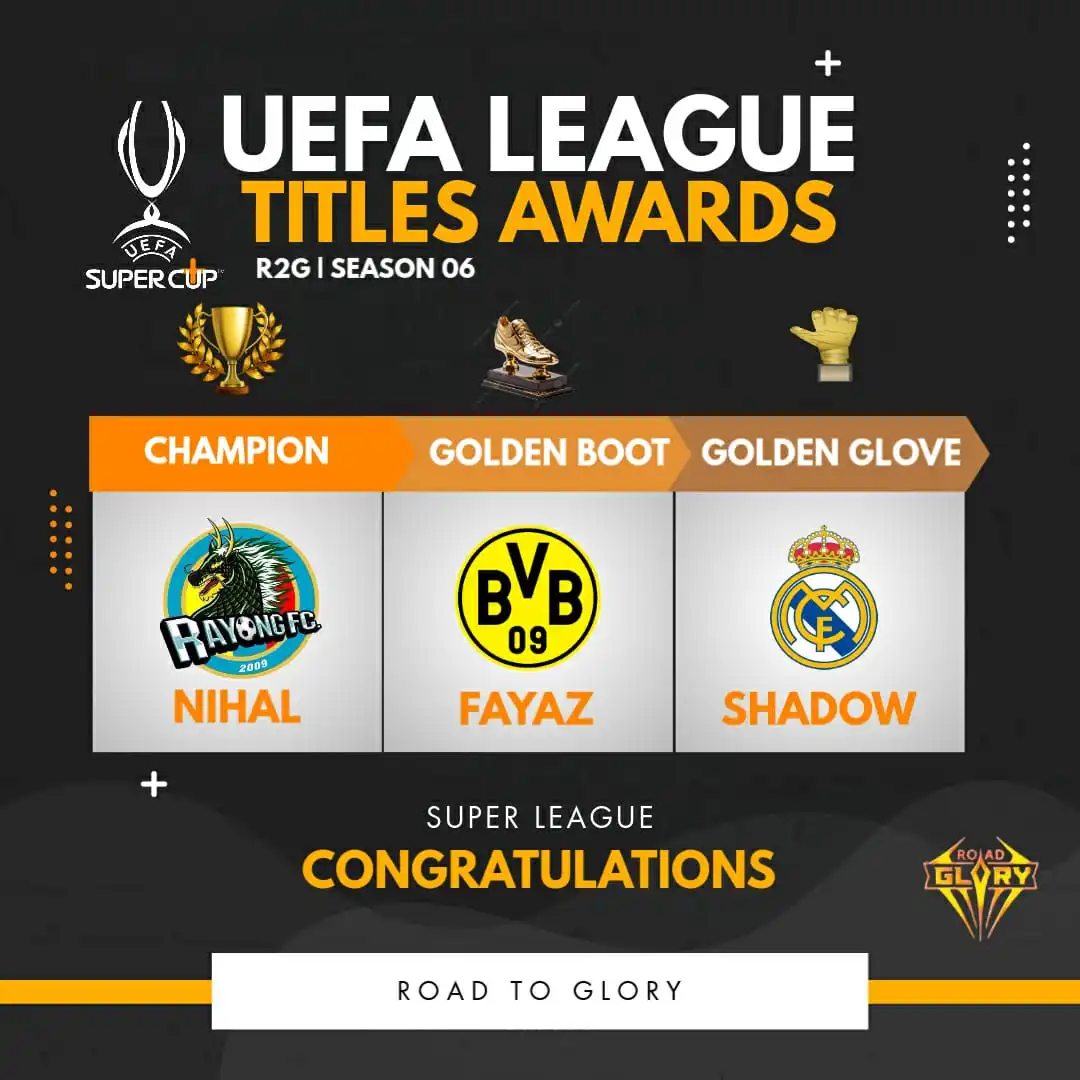 UEFA LEAGUE
TITLES AWARDS
R2G | SEASON 06
UEFA
SUPER CUP
CHAMPION
GOLDEN BOOT
GOLDEN GLOVE
RAYONG FC.
2009
BVB
09
NIHAL
FAYAZ
SHADOW
SUPER LEAGUE
CONGRATULATIONS
ROAD
GLORY
ROAD TO GLORY